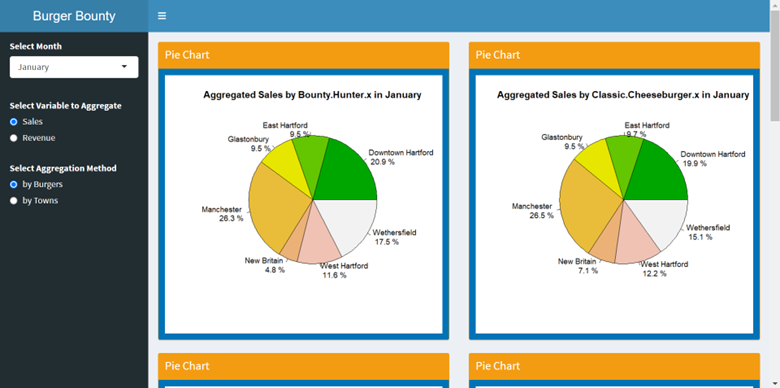 Burger Bounty
Select Month
January
Select Variable to Aggregate
Sales
Revenue
Select Aggregation Method
by Burgers
by Towns
Pie Chart
Aggregated Sales by Bounty.Hunter.x in January
East Hartford
9.5 %
Glastonbury
9.5 %
Downtown Hartford
20.9 %
Manchester
26.3 %
Wethersfield
17.5 %
New Britain
4.8 %
West Hartford
11.6 %
Pie Chart
Aggregated Sales by Classic.Cheeseburger.x in January
East Hartford
9.7 %
Glastonbury
9.5 %
Downtown Hartford
19.9 %
Manchester
26.5 %
Wethersfield
15.1 %
New Britain
7.1 %
West Hartford
12.2 %
Pie Chart
Pie Chart